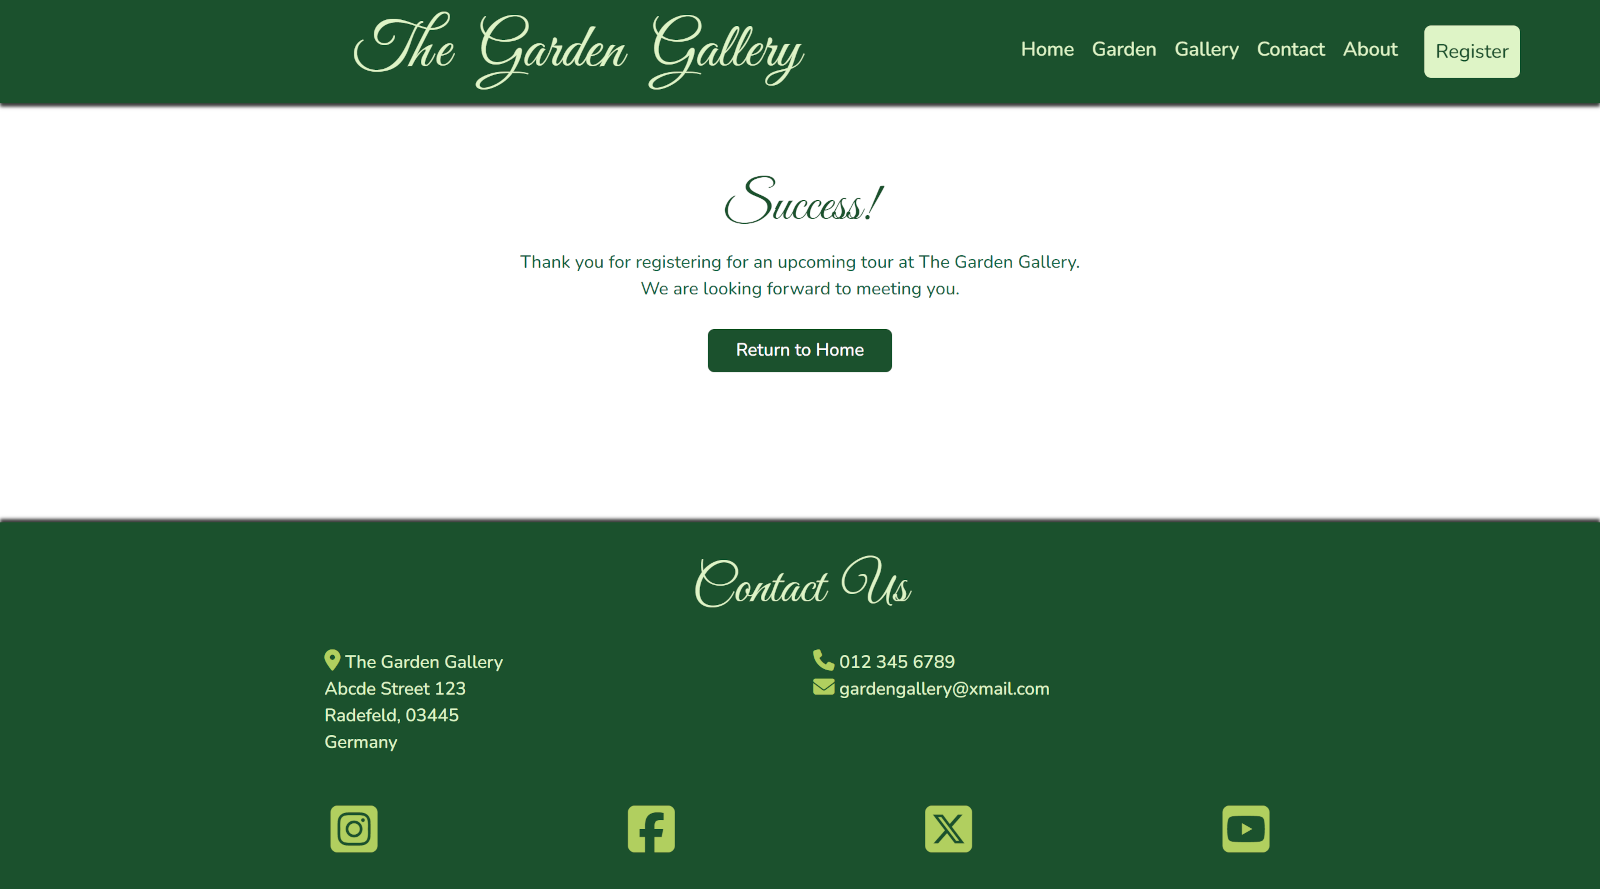 The Garden Gallery
Home Garden Gallery Contact About Register
Success!
Thank you for registering for an upcoming tour at The Garden Gallery.
We are looking forward to meeting you.
Return to Home
Contact Us
The Garden Gallery
Abcde Street 123
Radefeld, 03445
Germany
012 345 6789
gardengallery@xmail.com